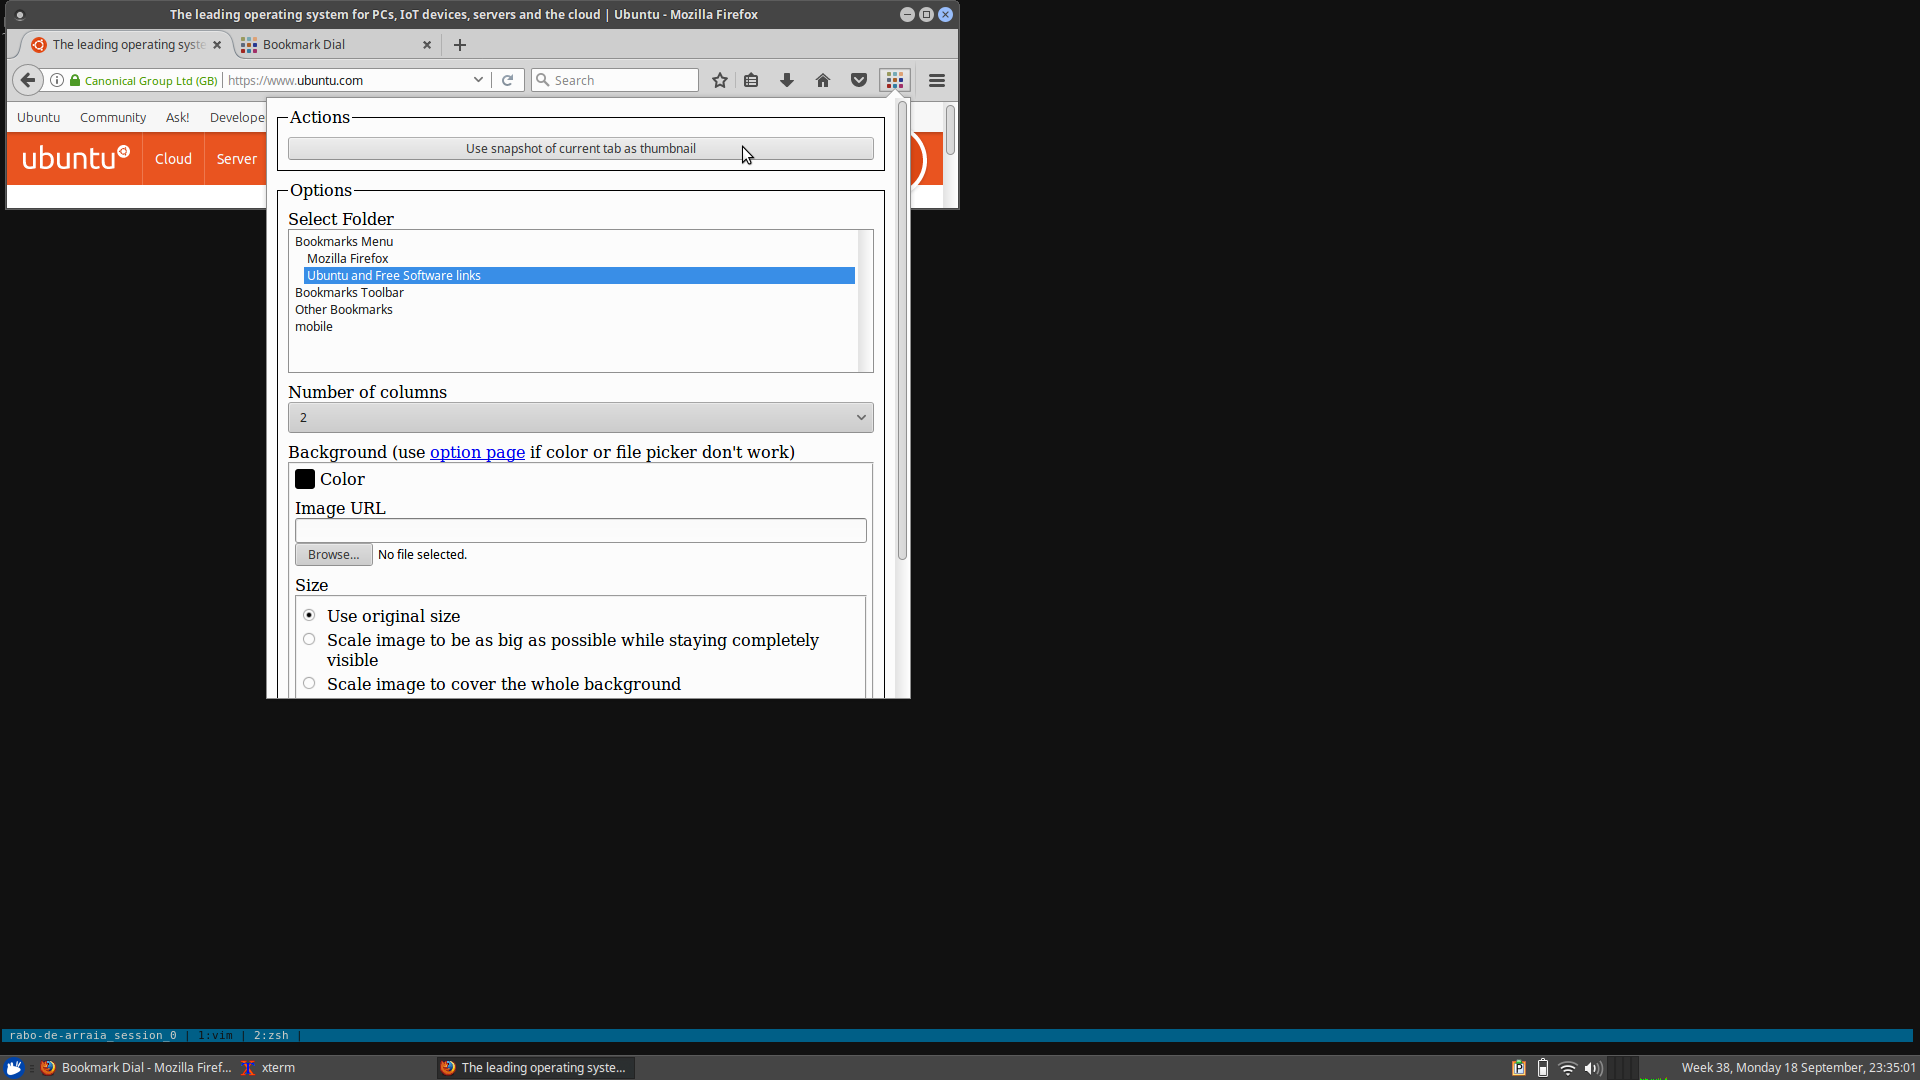 The leading operating system for PCs, IoT devices, servers and the cloud | Ubuntu - Mozilla Firefox
The leading operating syste
Bookmark Dial
Canonical Group Ltd (GB)
https://www.ubuntu.com
Search
Ubuntu
Community
Ask!
Develope
ubuntu
Cloud
Server
Actions
Use snapshot of current tab as thumbnail
Options
Select Folder
Bookmarks Menu
Mozilla Firefox
Ubuntu and Free Software links
Bookmarks Toolbar
Other Bookmarks
mobile
Number of columns
2
Background (use option page if color or file picker don't work)
Color
Image URL
Browse... No file selected.
Size
Use original size
Scale image to be as big as possible while staying completely
visible
Scale image to cover the whole background
rabo-de-arraia_session_0 | 1:vim | 2:zsh |
Bookmark Dial - Mozilla Firef...
xterm
The leading operating syste...
Week 38, Monday 18 September, 23:35:01